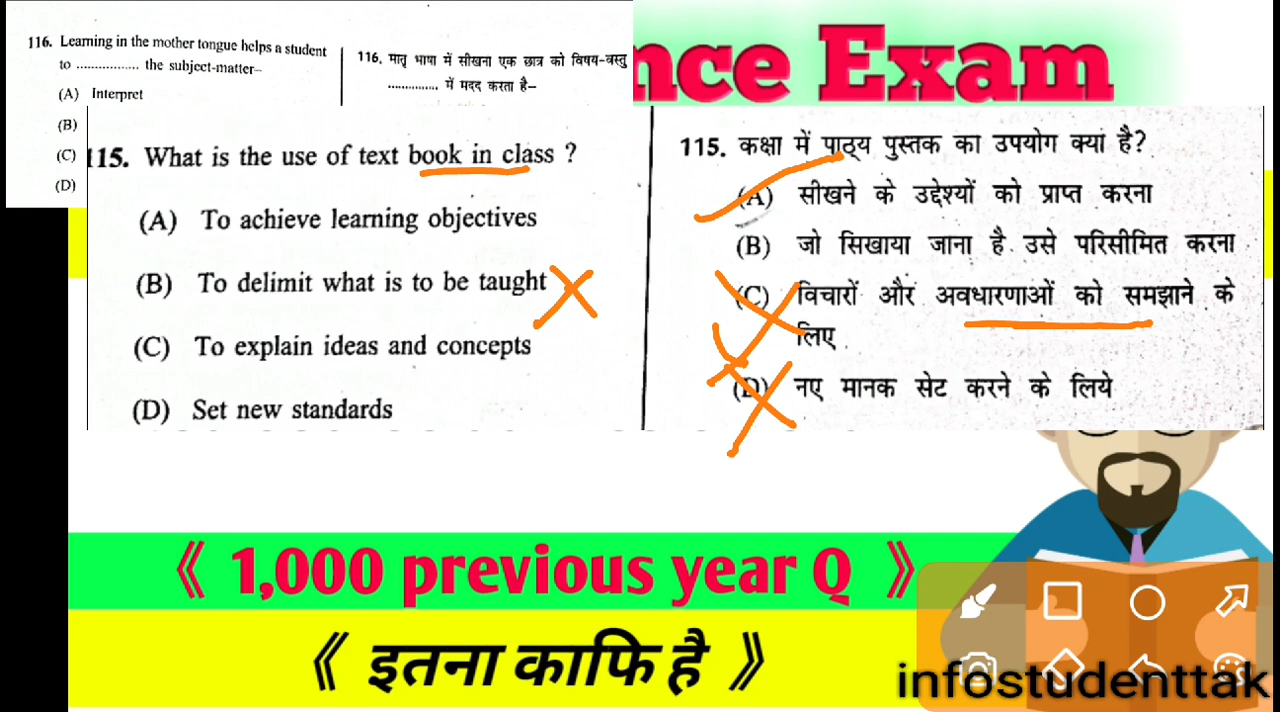 nce Exam
116. Learning in the mother tongue helps a student
to .................. the subject-matter–
(A) Interpret
(B)
(C)
(D)
116. मातृ भाषा में सीखना एक छात्र को विषय-वस्तु
.............. में मदद करता है–
115. What is the use of text book in class ?
(A) To achieve learning objectives
(B) To delimit what is to be taught
(C) To explain ideas and concepts
(D) Set new standards
115. कक्षा में पाठ्य पुस्तक का उपयोग क्या है?
(A) सीखने के उद्देश्यों को प्राप्त करना
(B) जो सिखाया जाना है उसे परिसीमित करना
(C) विचारों और अवधारणाओं को समझाने के
लिए
(D) नए मानक सेट करने के लिये
《 1,000 previous year Q 》
《 इतना काफि है 》
infostudenttak